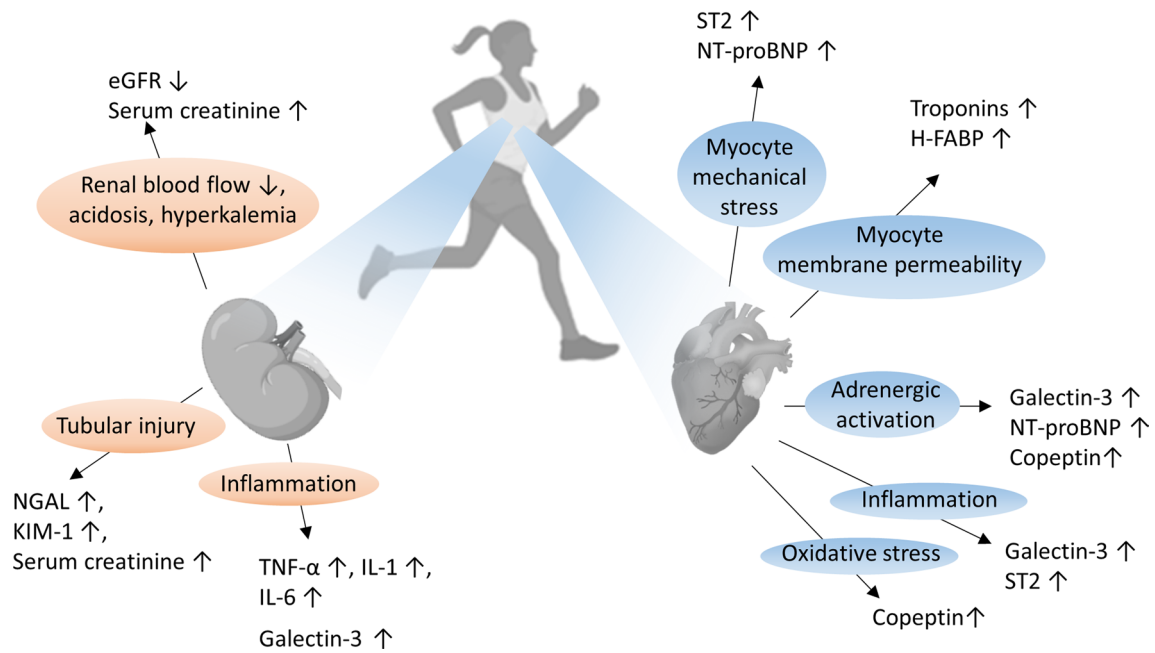 eGFR ↓
Serum creatinine ↑
Renal blood flow ↓,
acidosis, hyperkalemia
Tubular injury
NGAL ↑,
KIM-1 ↑,
Serum creatinine ↑
Inflammation
TNF-α ↑, IL-1 ↑,
IL-6 ↑
Galectin-3 ↑
ST2 ↑
NT-proBNP ↑
Myocyte
mechanical
stress
Troponins ↑
H-FABP ↑
Myocyte
membrane permeability
Adrenergic
activation
Galectin-3 ↑
NT-proBNP ↑
Copeptin↑
Inflammation
Galectin-3 ↑
ST2 ↑
Oxidative stress
Copeptin↑